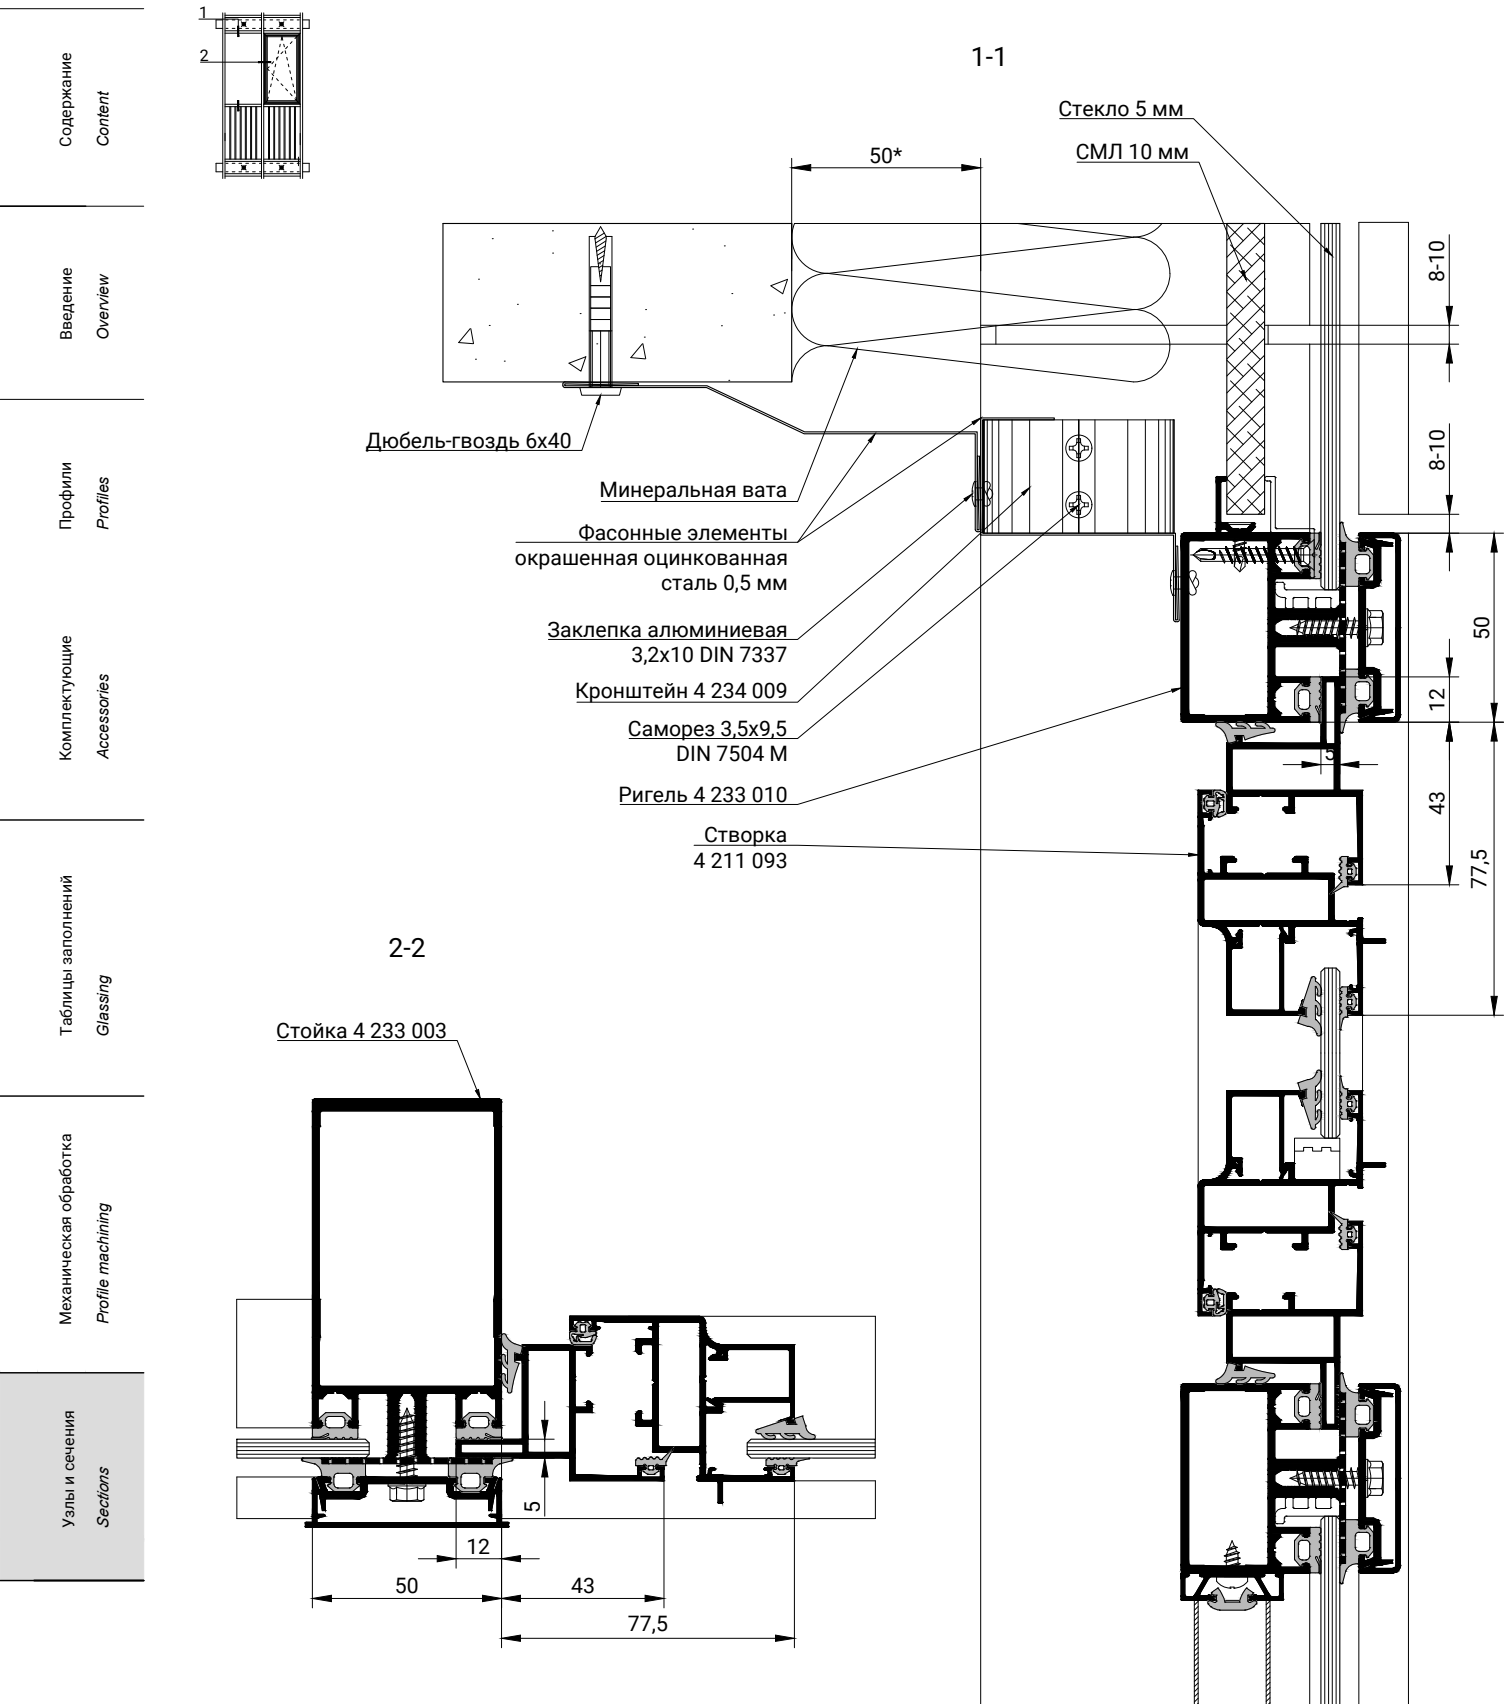 Содержание
Content
Введение
Overview
Профили
Profiles
Комплектующие
Accessories
Таблицы заполнений
Glassing
Механическая обработка
Profile machining
Узлы и сечения
Sections
1
2
1-1
Стекло 5 мм
СМЛ 10 мм
50*
8-10
8-10
Дюбель-гвоздь 6х40
Минеральная вата
Фасонные элементы
окрашенная оцинкованная
сталь 0,5 мм
Заклепка алюминиевая
3,2х10 DIN 7337
Кронштейн 4 234 009
Саморез 3,5х9,5
DIN 7504 M
Ригель 4 233 010
Створка
4 211 093
50
12
5
43
77,5
2-2
Стойка 4 233 003
5
12
50
43
77,5